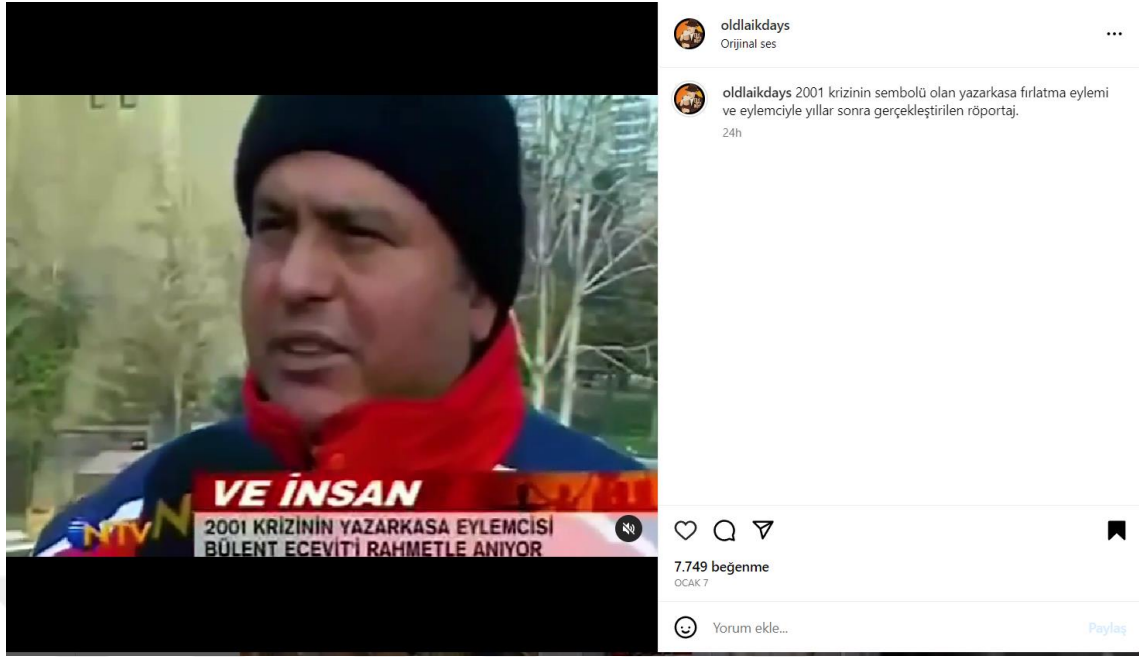 oldlaikdays
Orijinal ses
oldlaikdays 2001 krizinin sembolü olan yazarkasa fırlatma eylemi
ve eylemciyle yıllar sonra gerçekleştirilen röportaj.
24h
VE İNSAN
NTV N
2001 KRİZİNİN YAZARKASA EYLEMCİSİ
BÜLENT ECEVİT'İ RAHMETLE ANIYOR
7.749 beğenme
OCAK 7
Yorum ekle...
Paylaş